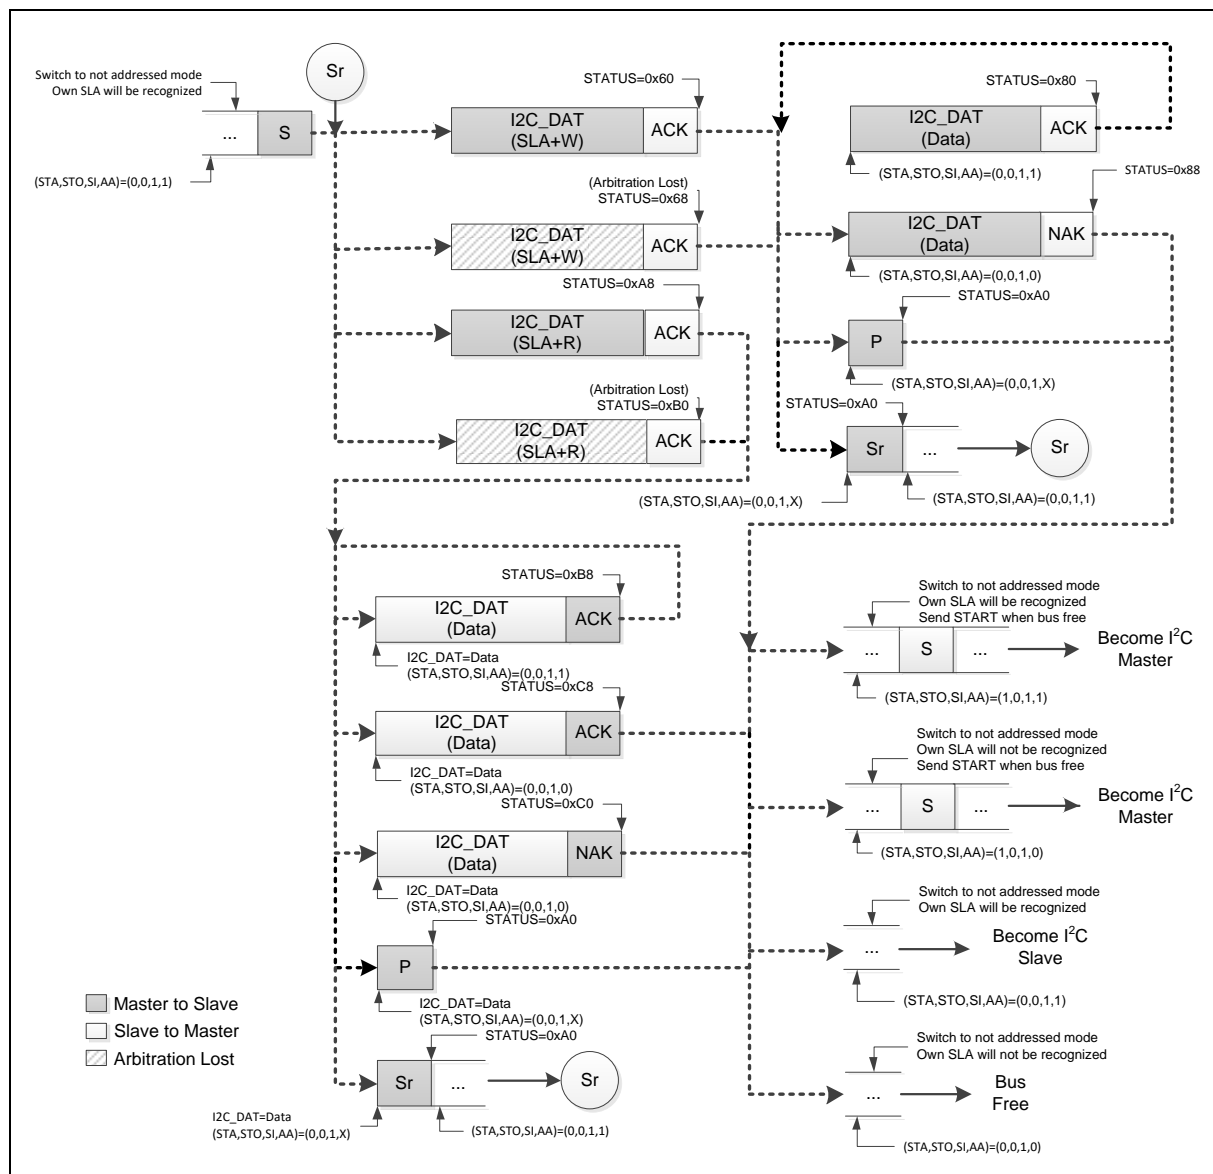 Switch to not addressed mode
Own SLA will be recognized
...
S
(STA,STO,SI,AA)=(0,0,1,1)
Sr
STATUS=0x60
I2C_DAT
(SLA+W)
ACK
(Arbitration Lost)
STATUS=0x68
I2C_DAT
(SLA+W)
ACK
STATUS=0xA8
I2C_DAT
(SLA+R)
ACK
(Arbitration Lost)
STATUS=0xB0
I2C_DAT
(SLA+R)
ACK
STATUS=0x80
I2C_DAT
(Data)
ACK
(STA,STO,SI,AA)=(0,0,1,1)
STATUS=0x88
I2C_DAT
(Data)
NAK
(STA,STO,SI,AA)=(0,0,1,0)
STATUS=0xA0
P
(STA,STO,SI,AA)=(0,0,1,X)
STATUS=0xA0
Sr
...
Sr
(STA,STO,SI,AA)=(0,0,1,X)
(STA,STO,SI,AA)=(0,0,1,1)
STATUS=0xB8
I2C_DAT
(Data)
ACK
I2C_DAT=Data
(STA,STO,SI,AA)=(0,0,1,1)
STATUS=0xC8
I2C_DAT
(Data)
ACK
I2C_DAT=Data
(STA,STO,SI,AA)=(0,0,1,0)
STATUS=0xC0
I2C_DAT
(Data)
NAK
I2C_DAT=Data
(STA,STO,SI,AA)=(0,0,1,0)
STATUS=0xA0
P
I2C_DAT=Data
(STA,STO,SI,AA)=(0,0,1,X)
STATUS=0xA0
Sr
...
Sr
I2C_DAT=Data
(STA,STO,SI,AA)=(0,0,1,X)
(STA,STO,SI,AA)=(0,0,1,1)
Switch to not addressed mode
Own SLA will be recognized
Send START when bus free
...
S
...
Become I²C
Master
(STA,STO,SI,AA)=(1,0,1,1)
Switch to not addressed mode
Own SLA will not be recognized
Send START when bus free
...
S
...
Become I²C
Master
(STA,STO,SI,AA)=(1,0,1,0)
Switch to not addressed mode
Own SLA will be recognized
...
Become I²C
Slave
(STA,STO,SI,AA)=(0,0,1,1)
Switch to not addressed mode
Own SLA will not be recognized
...
Bus
Free
(STA,STO,SI,AA)=(0,0,1,0)
Master to Slave
Slave to Master
Arbitration Lost